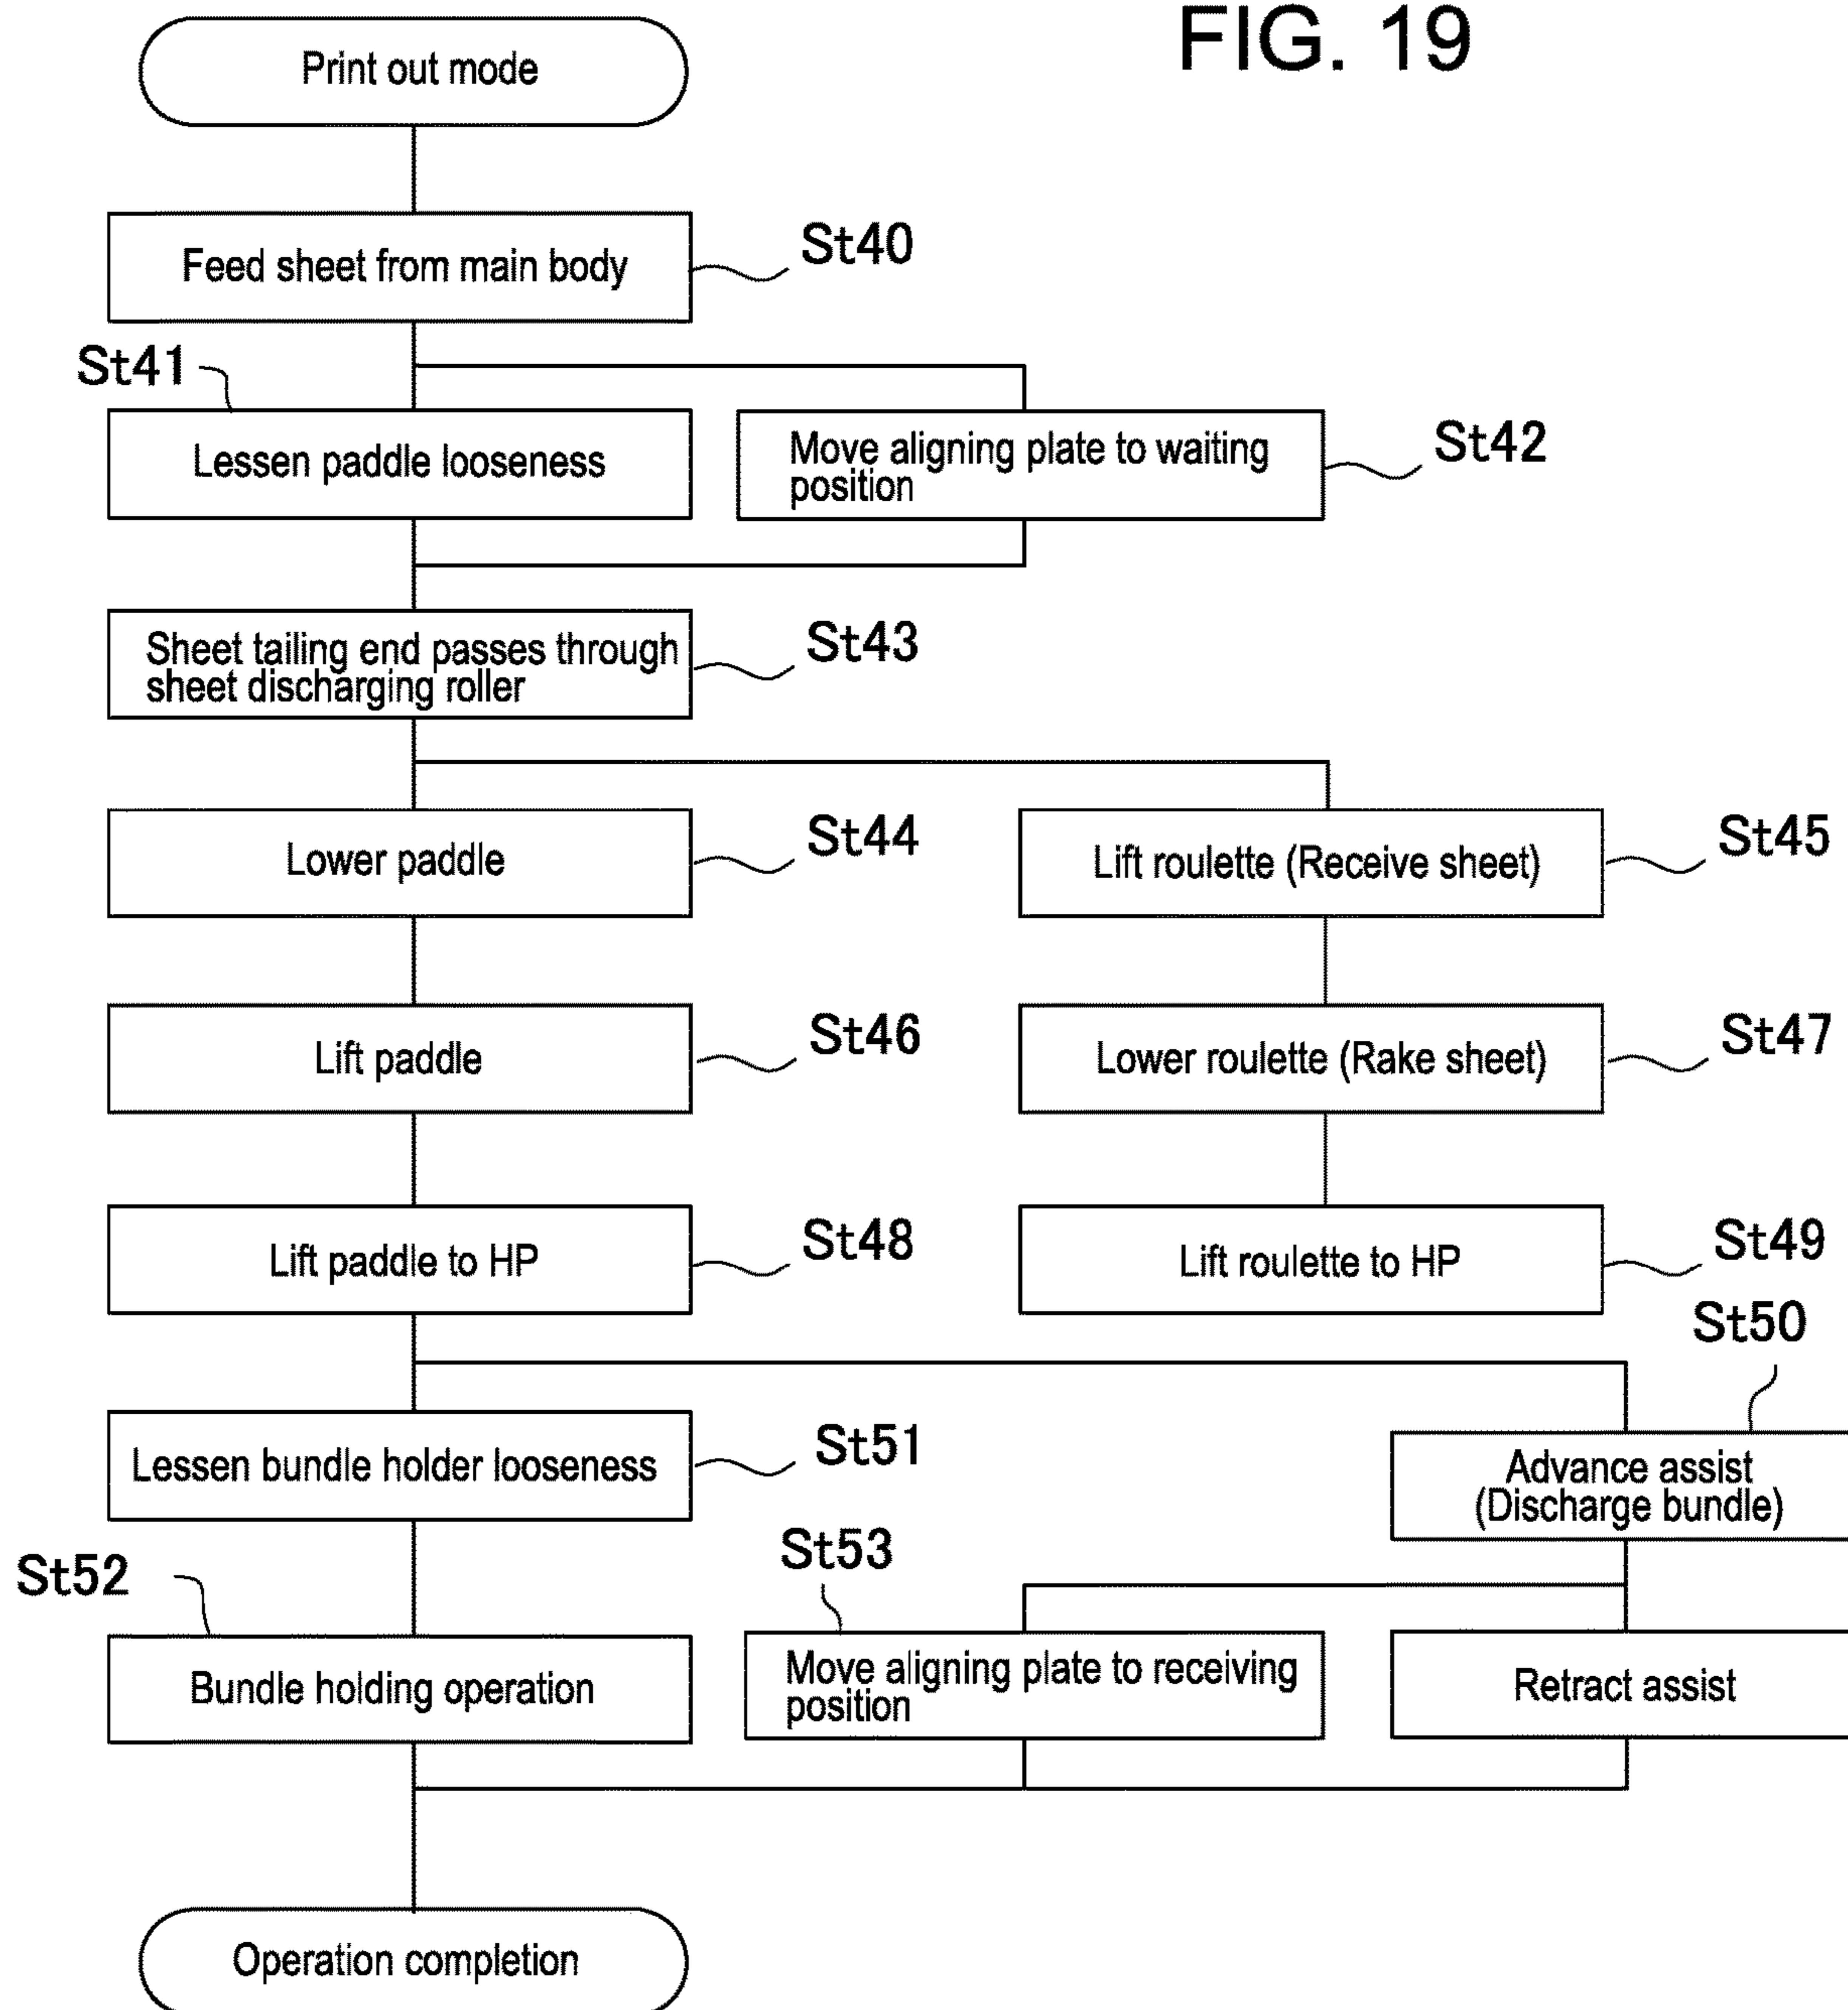 FIG. 19
Print out mode
Feed sheet from main body
St40
St41
Lessen paddle looseness
Move aligning plate to waiting
position
St42
Sheet tailing end passes through
sheet discharging roller
St43
Lower paddle
St44
Lift roulette (Receive sheet)
St45
Lift paddle
St46
Lower roulette (Rake sheet)
St47
Lift paddle to HP
St48
Lift roulette to HP
St49
St50
Lessen bundle holder looseness
St51
Advance assist
(Discharge bundle)
St52
St53
Bundle holding operation
Move aligning plate to receiving
position
Retract assist
Operation completion